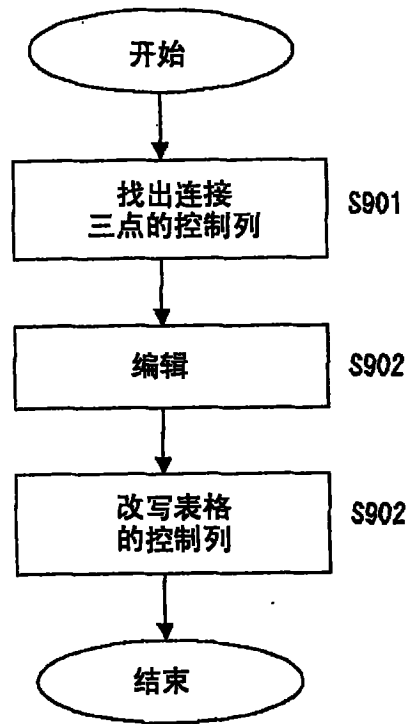 开始
找出连接
三点的控制列
S901
编辑
S902
改写表格
的控制列
S902
结束